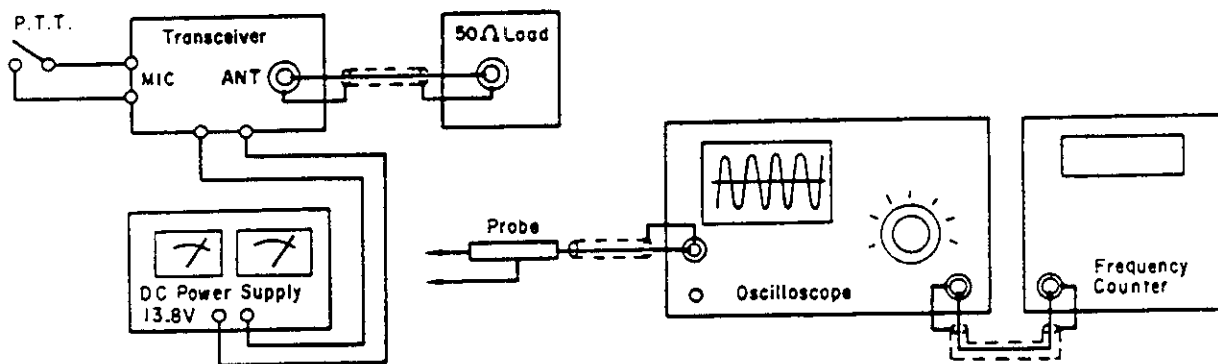 P.T.T.
Transceiver
MIC
ANT
50Ω Load
DC Power Supply
13.8V
Probe
Oscilloscope
Frequency
Counter